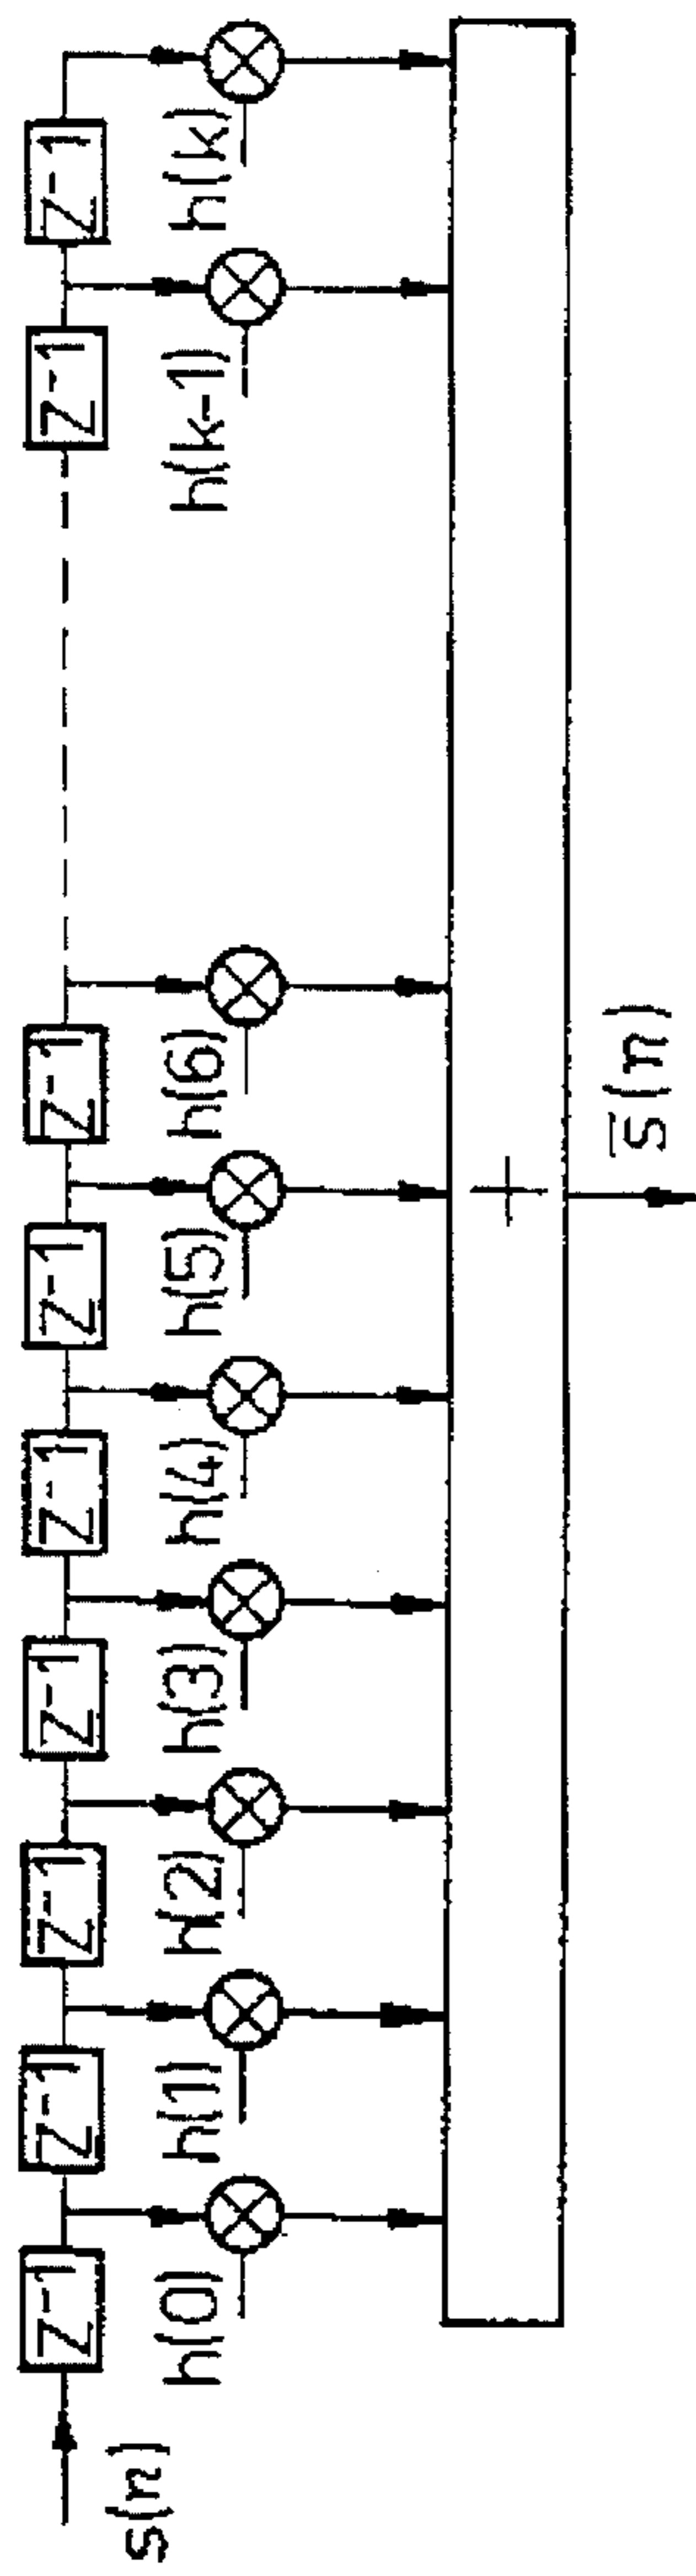 Z⁻¹ Z⁻¹ Z⁻¹ Z⁻¹ Z⁻¹ Z⁻¹ Z⁻¹ Z⁻¹ Z⁻¹
s(n)
h(0) h(1) h(2) h(3) h(4) h(5) h(6) h(k-1) h(k)
+
s̄(n)